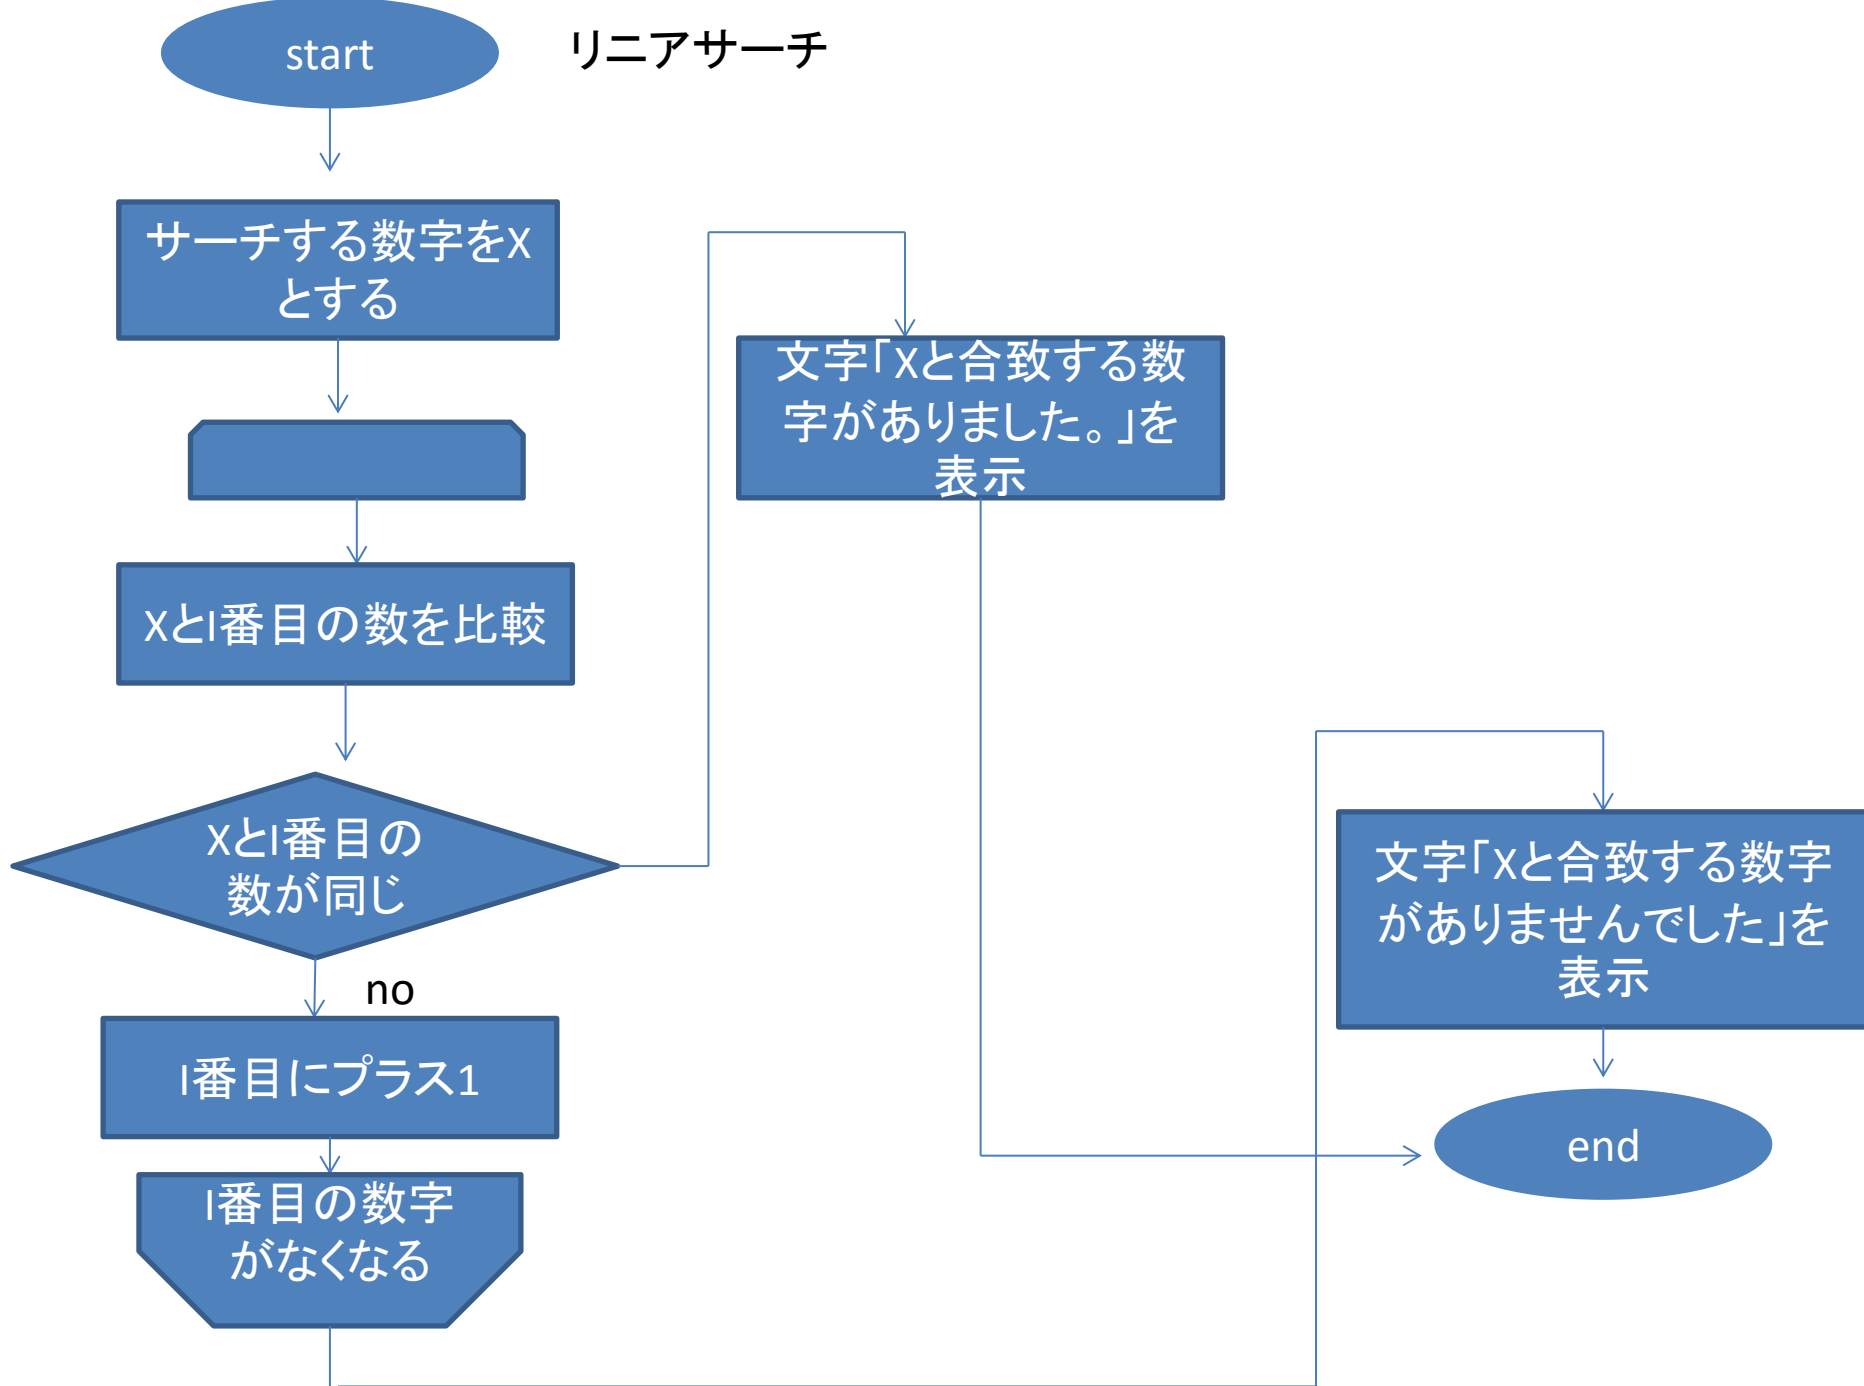 start
リニアサーチ
サーチする数字をX
とする
XとI番目の数を比較
XとI番目の
数が同じ
no
I番目にプラス1
I番目の数字
がなくなる
文字「Xと合致する数
字がありました。」を
表示
文字「Xと合致する数字
がありませんでした」を
表示
end